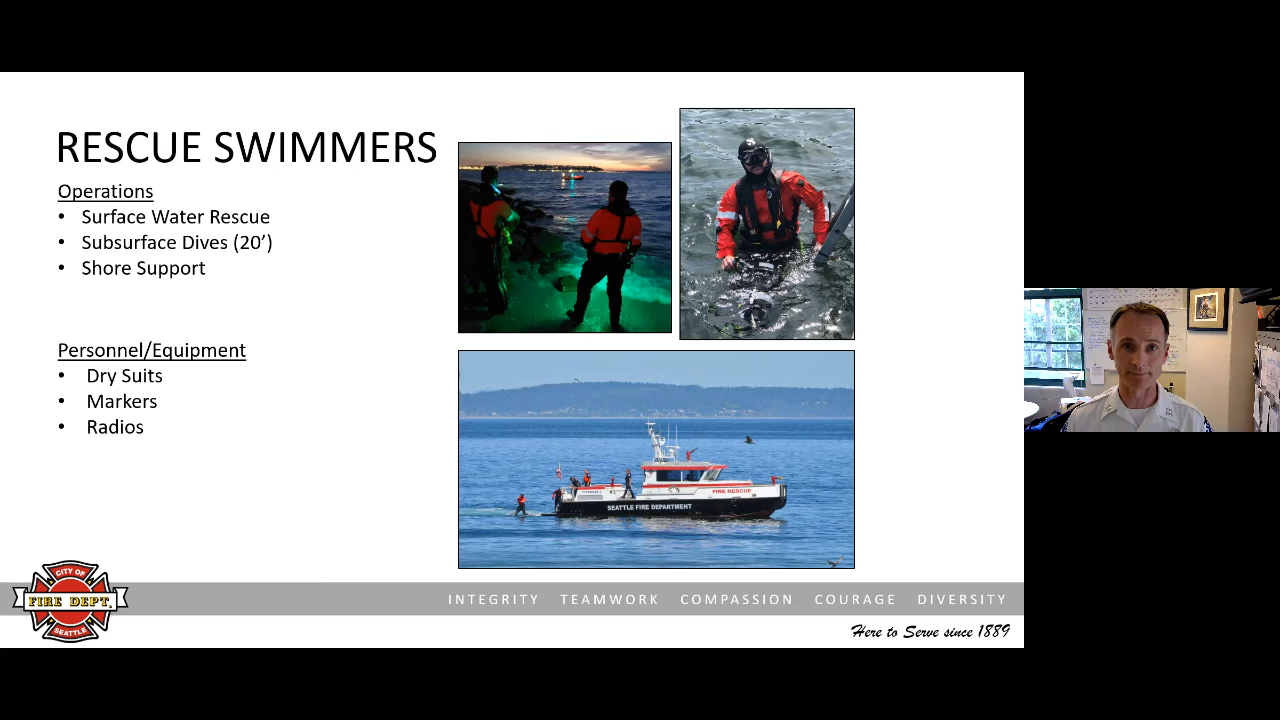 RESCUE SWIMMERS
Operations
• Surface Water Rescue
• Subsurface Dives (20’)
• Shore Support
Personnel/Equipment
• Dry Suits
• Markers
• Radios
FIRE RESCUE
SEATTLE FIRE DEPARTMENT
CITY OF
FIRE DEPT.
SEATTLE
INTEGRITY TEAMWORK COMPASSION COURAGE DIVERSITY
Here to Serve since 1889